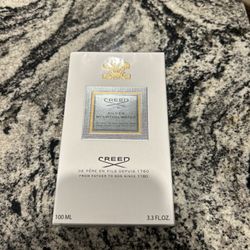 CREED
SILVER
MOUNTAIN WATER
CREED
DE PÈRE EN FILS DEPUIS 1760
FROM FATHER TO SON SINCE 1760
100 ML
3.3 FL.OZ.